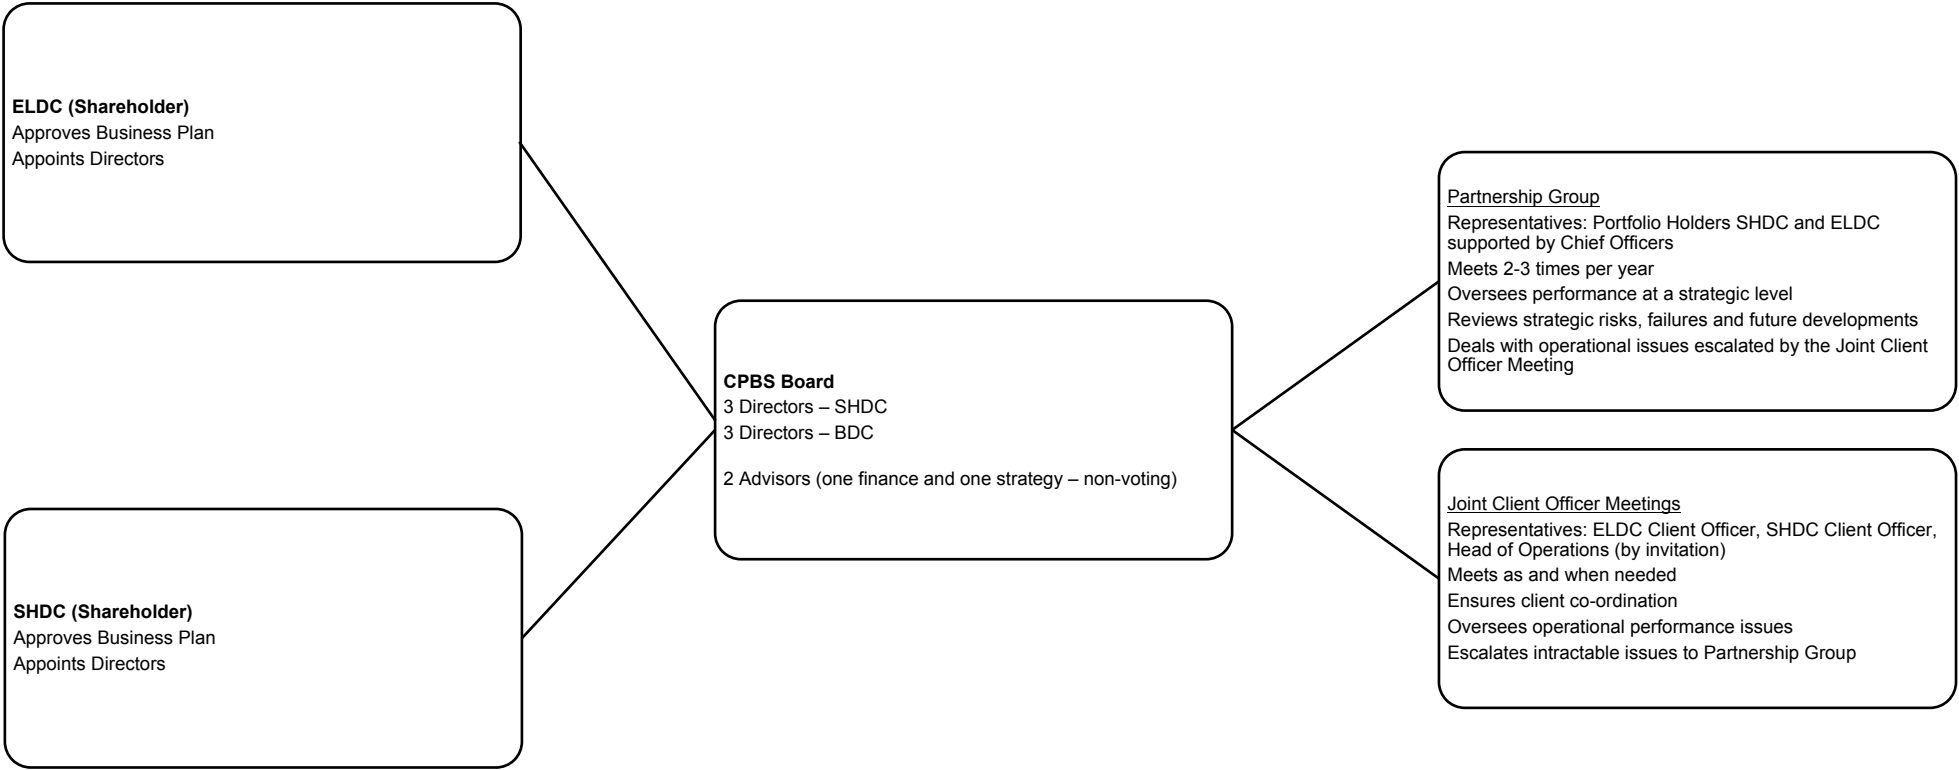 ELDC (Shareholder)
Approves Business Plan
Appoints Directors
SHDC (Shareholder)
Approves Business Plan
Appoints Directors
CPBS Board
3 Directors – SHDC
3 Directors – BDC
2 Advisors (one finance and one strategy – non-voting)
Partnership Group
Representatives: Portfolio Holders SHDC and ELDC
supported by Chief Officers
Meets 2-3 times per year
Oversees performance at a strategic level
Reviews strategic risks, failures and future developments
Deals with operational issues escalated by the Joint Client
Officer Meeting
Joint Client Officer Meetings
Representatives: ELDC Client Officer, SHDC Client Officer,
Head of Operations (by invitation)
Meets as and when needed
Ensures client co-ordination
Oversees operational performance issues
Escalates intractable issues to Partnership Group